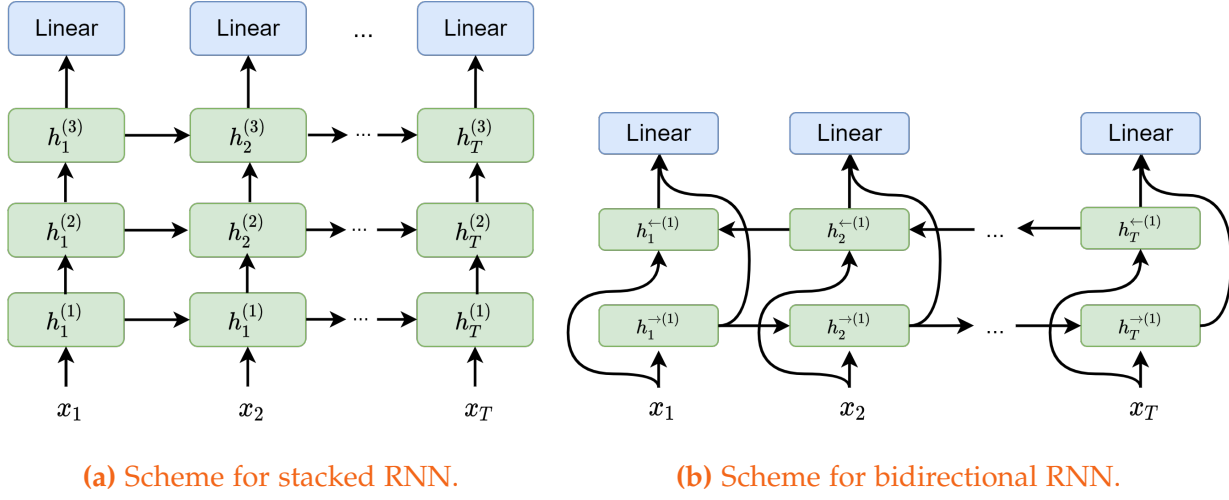 Linear Linear ... Linear
h_1^{(3)} h_2^{(3)} ... h_T^{(3)}
h_1^{(2)} h_2^{(2)} ... h_T^{(2)}
h_1^{(1)} h_1^{(1)} ... h_T^{(1)}
x_1 x_2 x_T
(a) Scheme for stacked RNN.
Linear Linear Linear
h_1^{←(1)} h_2^{←(1)} ... h_T^{←(1)}
h_1^{→(1)} h_2^{→(1)} ... h_T^{→(1)}
x_1 x_2 x_T
(b) Scheme for bidirectional RNN.